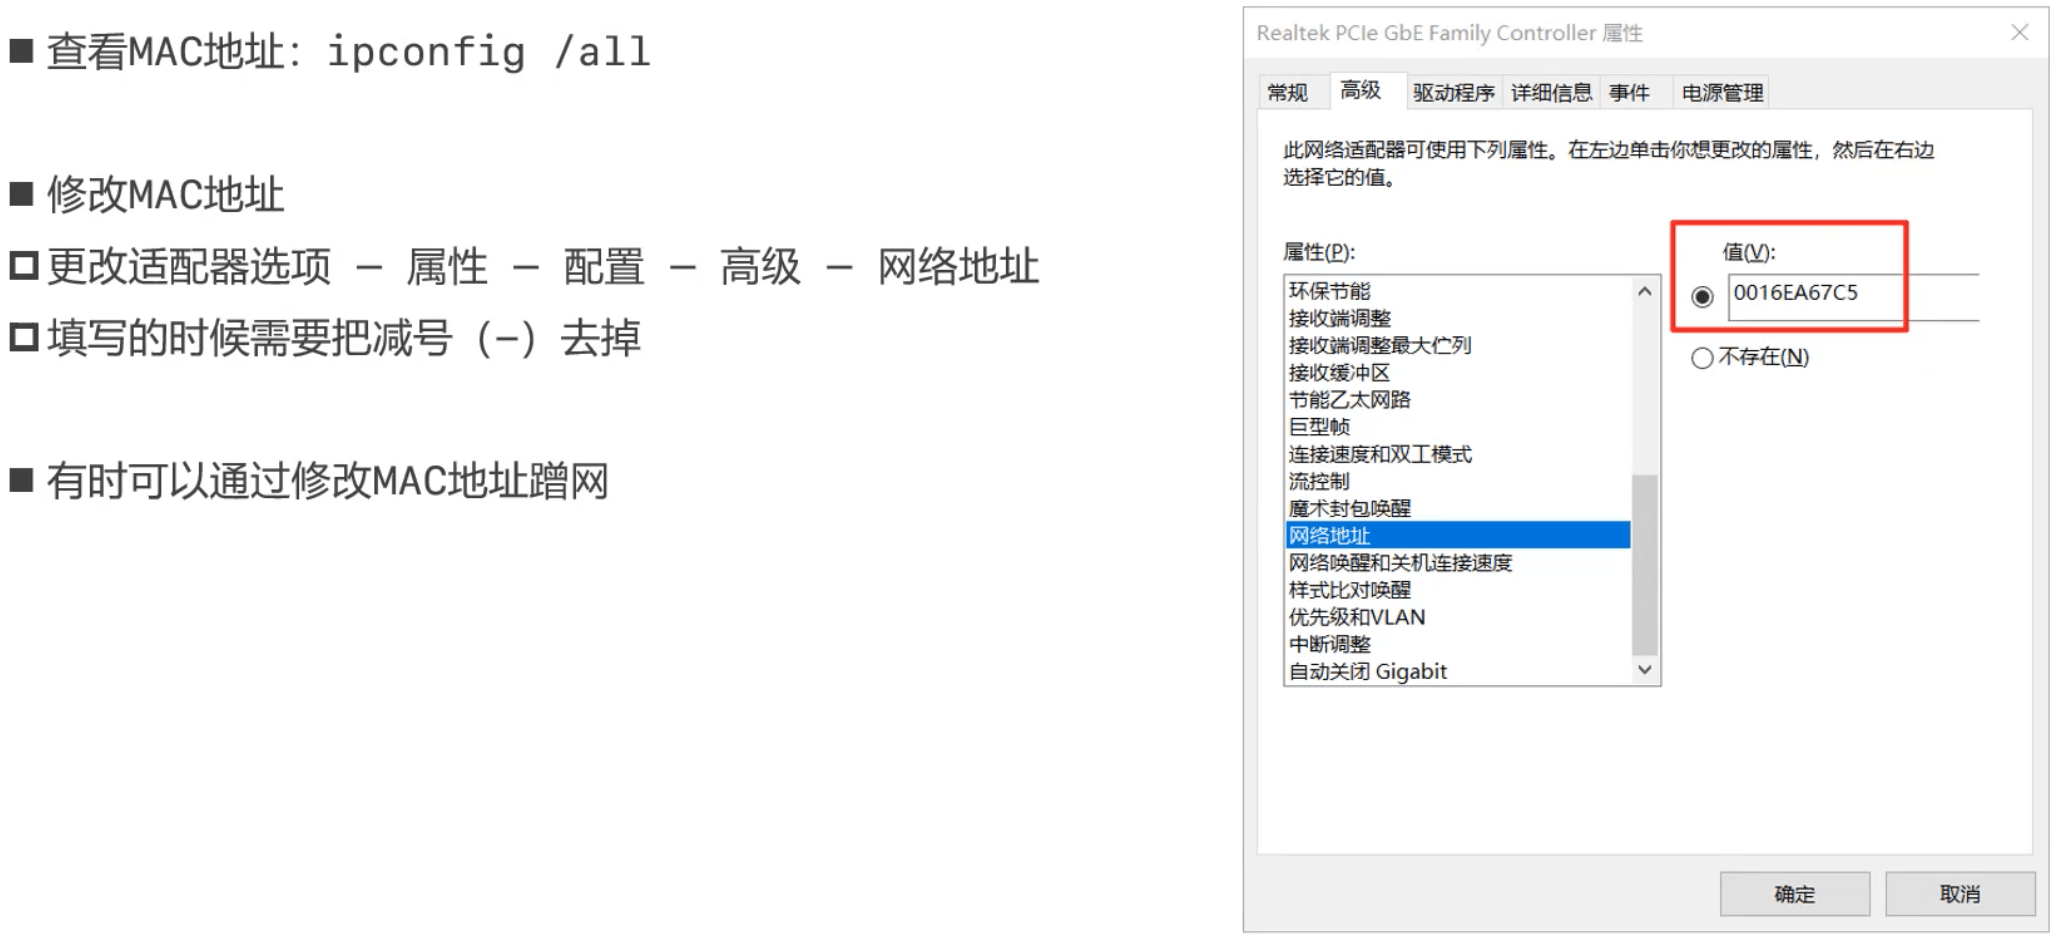 查看MAC地址：ipconfig /all
修改MAC地址
更改适配器选项 – 属性 – 配置 – 高级 – 网络地址
填写的时候需要把减号（–）去掉
有时可以通过修改MAC地址蹭网
Realtek PCIe GbE Family Controller 属性
常规 高级 驱动程序 详细信息 事件 电源管理
此网络适配器可使用下列属性。在左边单击你想更改的属性，然后在右边
选择它的值。
属性(P):
环保节能
接收端调整
接收端调整最大伫列
接收缓冲区
节能乙太网路
巨型帧
连接速度和双工模式
流控制
魔术封包唤醒
网络地址
网络唤醒和关机连接速度
样式比对唤醒
优先级和VLAN
中断调整
自动关闭 Gigabit
值(V):
0016EA67C5
不存在(N)
确定 取消